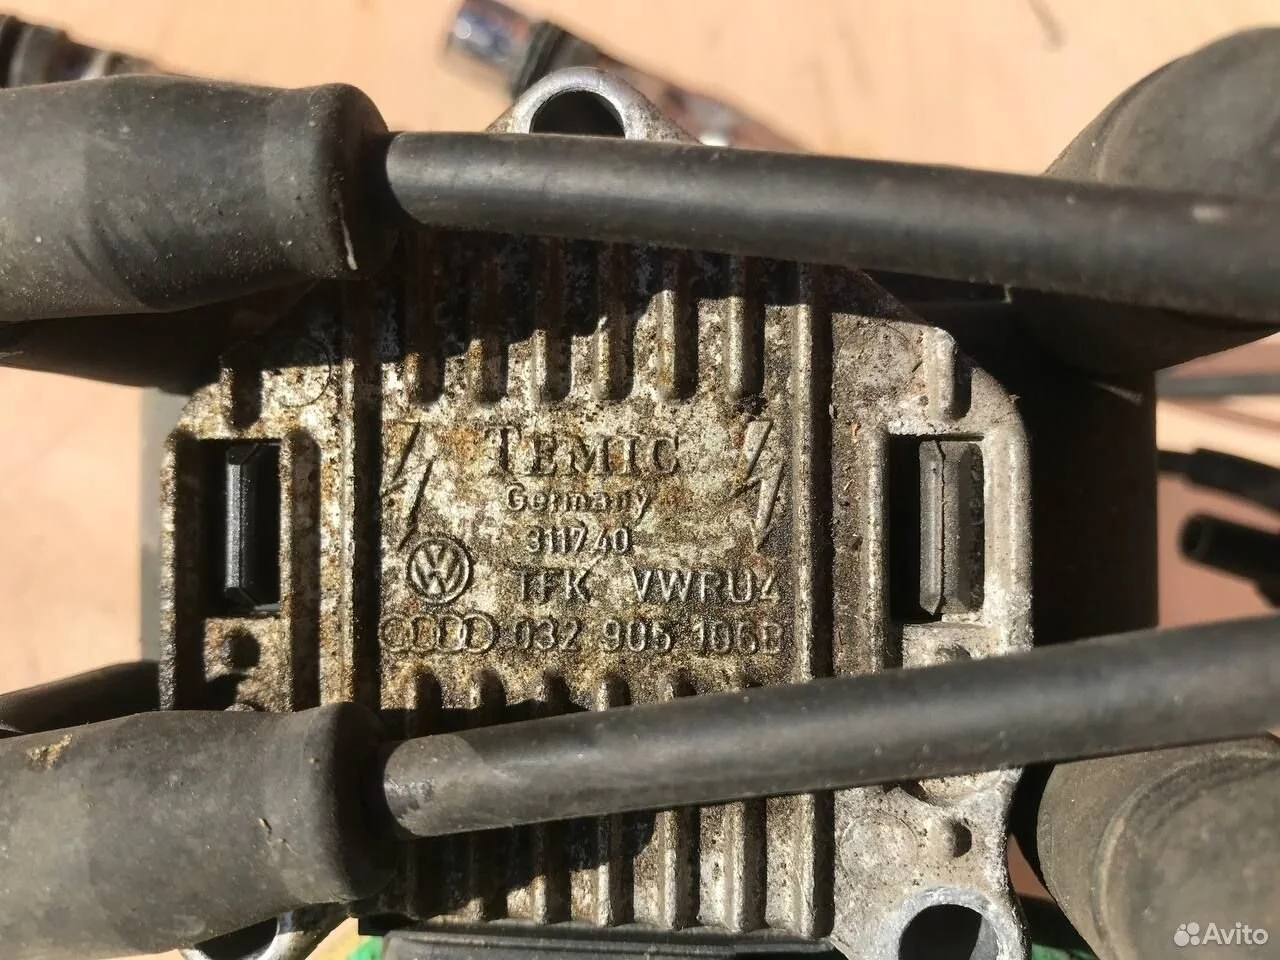 TEMIC
Germany
311740
TFK VWRU4
032 905 106B
Avito